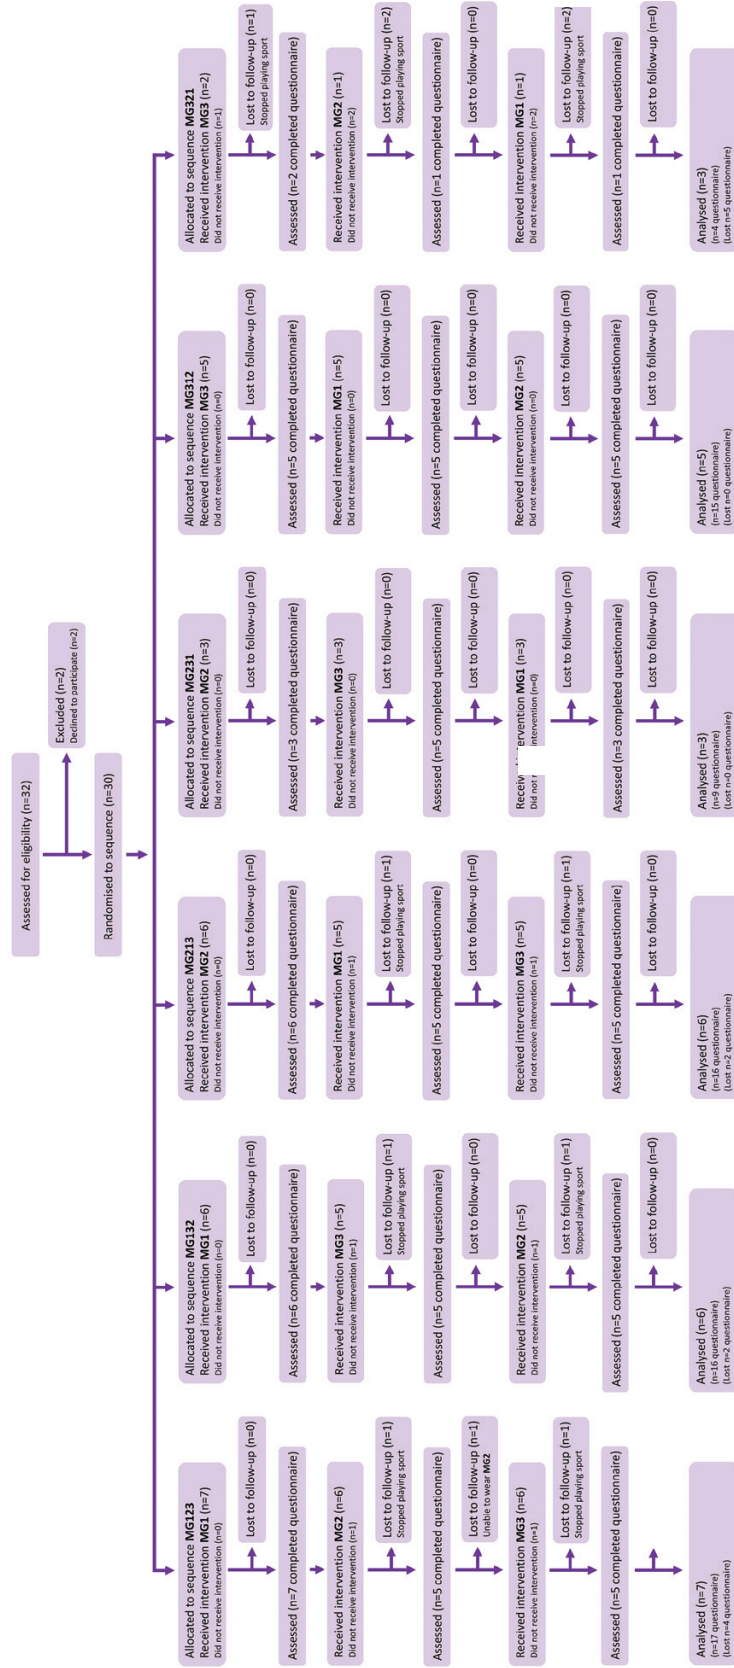 Assessed for eligibility (n=32)
Excluded (n=2)
Declined to participate (n=2)
Randomised to sequence (n=30)
Allocated to sequence MG123
Received intervention MG1 (n=7)
Did not receive intervention (n=0)
Lost to follow-up (n=0)
Assessed (n=7 completed questionnaire)
Received intervention MG2 (n=6)
Did not receive intervention (n=1)
Lost to follow-up (n=1)
Stopped playing sport
Assessed (n=5 completed questionnaire)
Lost to follow-up (n=1)
Unable to wear MG2
Received intervention MG3 (n=6)
Did not receive intervention (n=1)
Lost to follow-up (n=1)
Stopped playing sport
Assessed (n=5 completed questionnaire)
Analysed (n=7)
(n=17 questionnaire)
(Lost n=4 questionnaire)
Allocated to sequence MG132
Received intervention MG1 (n=6)
Did not receive intervention (n=0)
Lost to follow-up (n=0)
Assessed (n=6 completed questionnaire)
Received intervention MG3 (n=5)
Did not receive intervention (n=1)
Lost to follow-up (n=1)
Stopped playing sport
Assessed (n=5 completed questionnaire)
Lost to follow-up (n=0)
Received intervention MG2 (n=5)
Did not receive intervention (n=1)
Lost to follow-up (n=1)
Stopped playing sport
Assessed (n=5 completed questionnaire)
Lost to follow-up (n=0)
Analysed (n=6)
(n=16 questionnaire)
(Lost n=2 questionnaire)
Allocated to sequence MG213
Received intervention MG2 (n=6)
Did not receive intervention (n=0)
Lost to follow-up (n=0)
Assessed (n=6 completed questionnaire)
Received intervention MG1 (n=5)
Did not receive intervention (n=1)
Lost to follow-up (n=1)
Stopped playing sport
Assessed (n=5 completed questionnaire)
Lost to follow-up (n=0)
Received intervention MG3 (n=5)
Did not receive intervention (n=1)
Lost to follow-up (n=1)
Stopped playing sport
Assessed (n=5 completed questionnaire)
Lost to follow-up (n=0)
Analysed (n=6)
(n=16 questionnaire)
(Lost n=2 questionnaire)
Allocated to sequence MG231
Received intervention MG2 (n=3)
Did not receive intervention (n=0)
Lost to follow-up (n=0)
Assessed (n=3 completed questionnaire)
Received intervention MG3 (n=3)
Did not receive intervention (n=0)
Lost to follow-up (n=0)
Assessed (n=5 completed questionnaire)
Lost to follow-up (n=0)
MG1 (n=3)
Did not intervention (n=0)
Lost to follow-up (n=0)
Assessed (n=3 completed questionnaire)
Lost to follow-up (n=0)
Analysed (n=3)
(n=9 questionnaire)
(Lost n=0 questionnaire)
Allocated to sequence MG312
Received intervention MG3 (n=5)
Did not receive intervention (n=0)
Lost to follow-up (n=0)
Assessed (n=5 completed questionnaire)
Received intervention MG1 (n=5)
Did not receive intervention (n=0)
Lost to follow-up (n=0)
Assessed (n=5 completed questionnaire)
Lost to follow-up (n=0)
Received intervention MG2 (n=5)
Did not receive intervention (n=0)
Lost to follow-up (n=0)
Assessed (n=5 completed questionnaire)
Lost to follow-up (n=0)
Analysed (n=5)
(n=15 questionnaire)
(Lost n=0 questionnaire)
Allocated to sequence MG321
Received intervention MG3 (n=2)
Did not receive intervention (n=1)
Lost to follow-up (n=1)
Stopped playing sport
Assessed (n=2 completed questionnaire)
Received intervention MG2 (n=1)
Did not receive intervention (n=2)
Lost to follow-up (n=2)
Stopped playing sport
Assessed (n=1 completed questionnaire)
Lost to follow-up (n=0)
Received intervention MG1 (n=1)
Did not receive intervention (n=2)
Lost to follow-up (n=2)
Stopped playing sport
Assessed (n=1 completed questionnaire)
Lost to follow-up (n=0)
Analysed (n=3)
(n=4 questionnaire)
(Lost n=5 questionnaire)